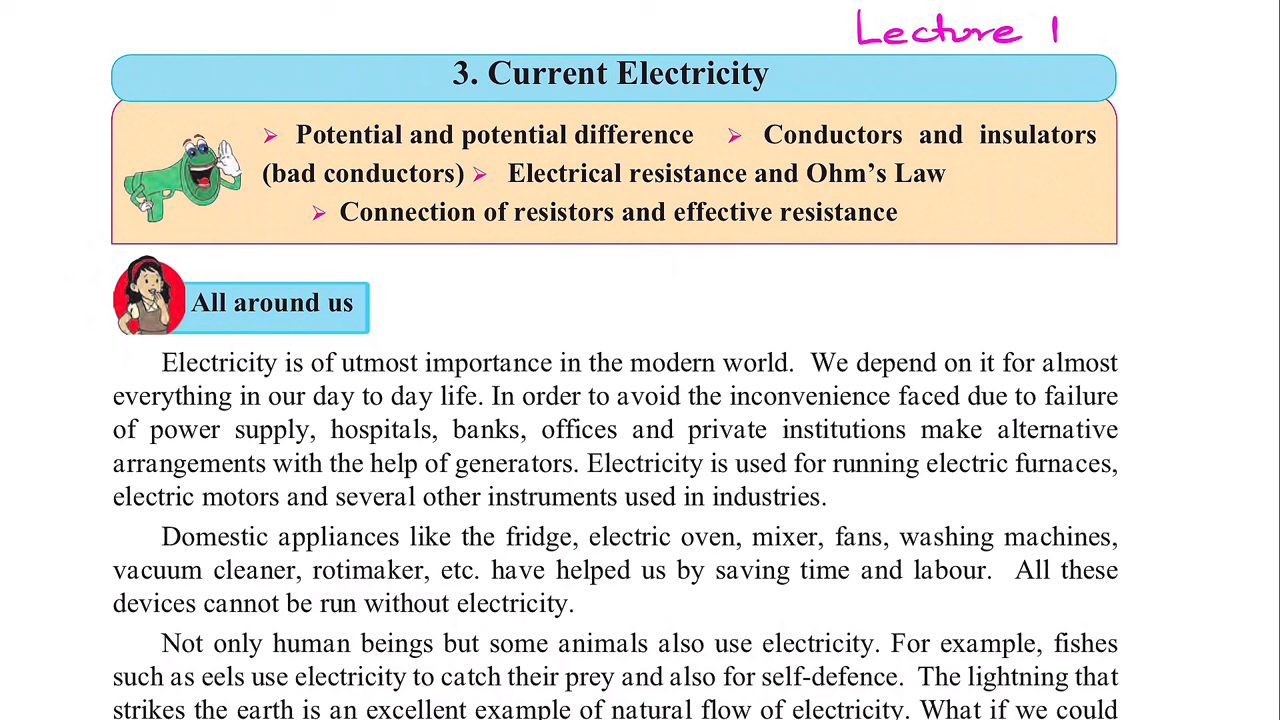 Lecture 1
3. Current Electricity
➢ Potential and potential difference ➢ Conductors and insulators
(bad conductors) ➢ Electrical resistance and Ohm's Law
➢ Connection of resistors and effective resistance
All around us
Electricity is of utmost importance in the modern world. We depend on it for almost
everything in our day to day life. In order to avoid the inconvenience faced due to failure
of power supply, hospitals, banks, offices and private institutions make alternative
arrangements with the help of generators. Electricity is used for running electric furnaces,
electric motors and several other instruments used in industries.
Domestic appliances like the fridge, electric oven, mixer, fans, washing machines,
vacuum cleaner, rotimaker, etc. have helped us by saving time and labour. All these
devices cannot be run without electricity.
Not only human beings but some animals also use electricity. For example, fishes
such as eels use electricity to catch their prey and also for self-defence. The lightning that
strikes the earth is an excellent example of natural flow of electricity. What if we could